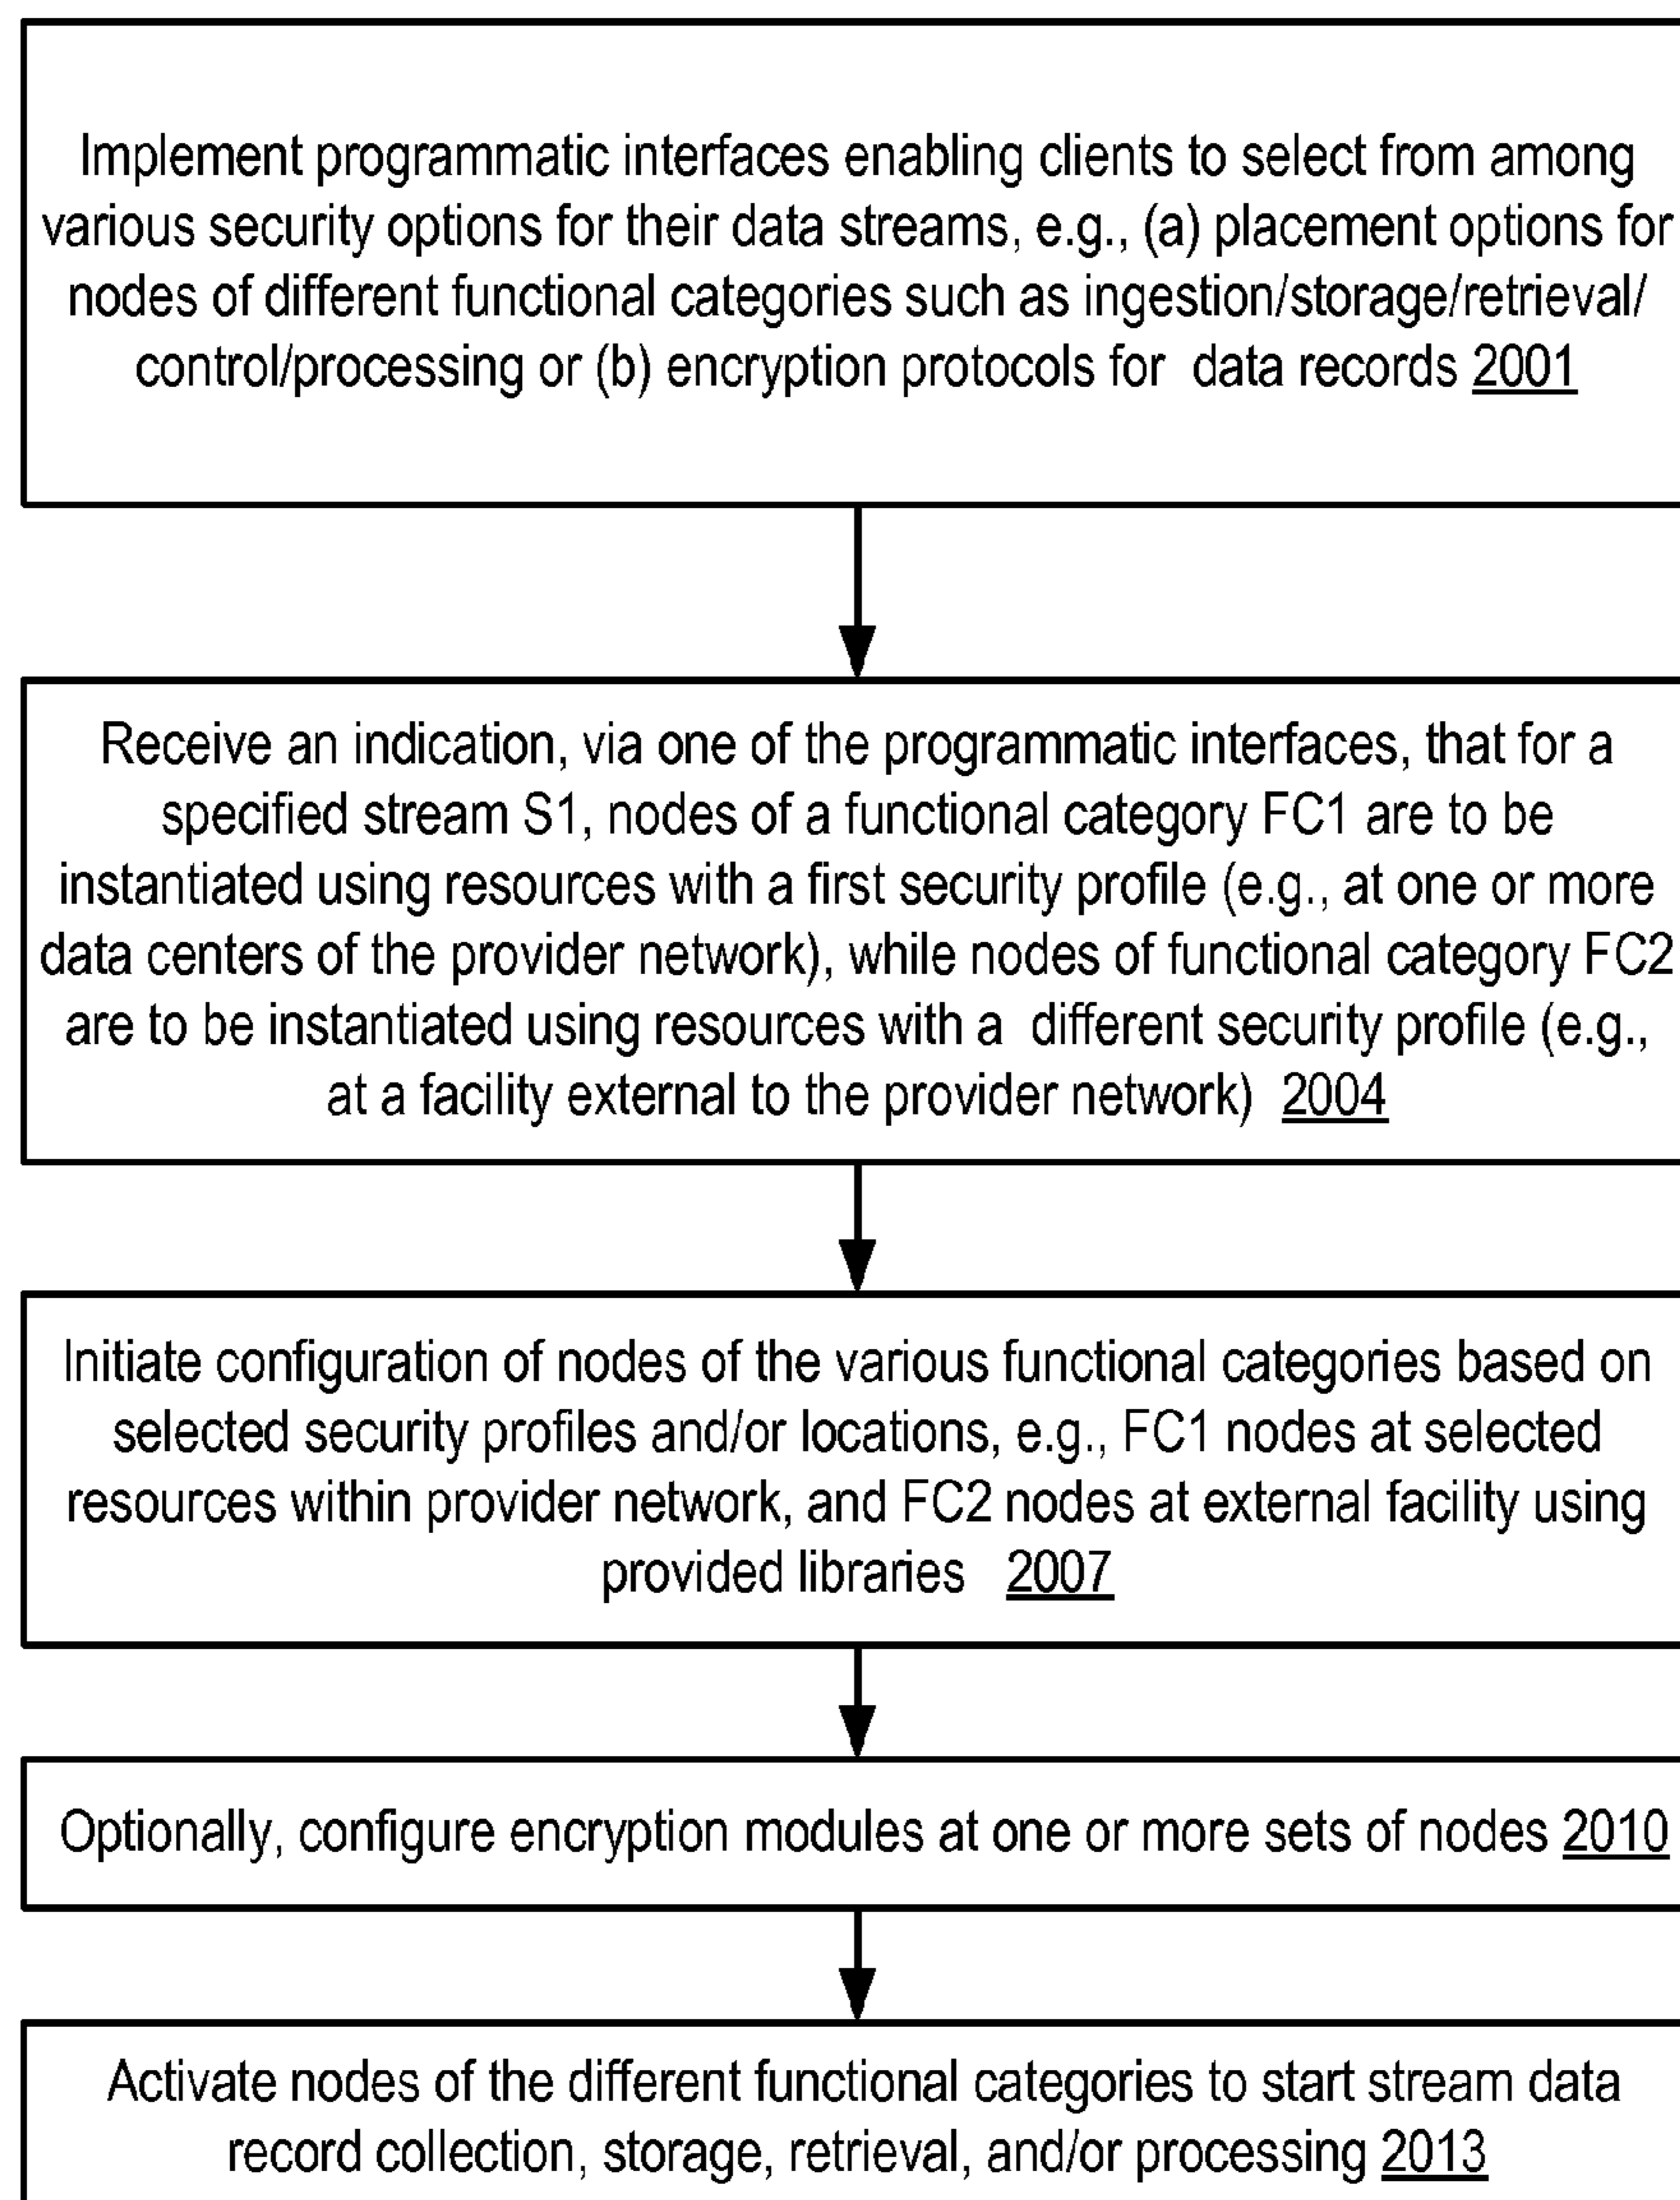 Implement programmatic interfaces enabling clients to select from among
various security options for their data streams, e.g., (a) placement options for
nodes of different functional categories such as ingestion/storage/retrieval/
control/processing or (b) encryption protocols for data records 2001
Receive an indication, via one of the programmatic interfaces, that for a
specified stream S1, nodes of a functional category FC1 are to be
instantiated using resources with a first security profile (e.g., at one or more
data centers of the provider network), while nodes of functional category FC2
are to be instantiated using resources with a different security profile (e.g.,
at a facility external to the provider network) 2004
Initiate configuration of nodes of the various functional categories based on
selected security profiles and/or locations, e.g., FC1 nodes at selected
resources within provider network, and FC2 nodes at external facility using
provided libraries 2007
Optionally, configure encryption modules at one or more sets of nodes 2010
Activate nodes of the different functional categories to start stream data
record collection, storage, retrieval, and/or processing 2013